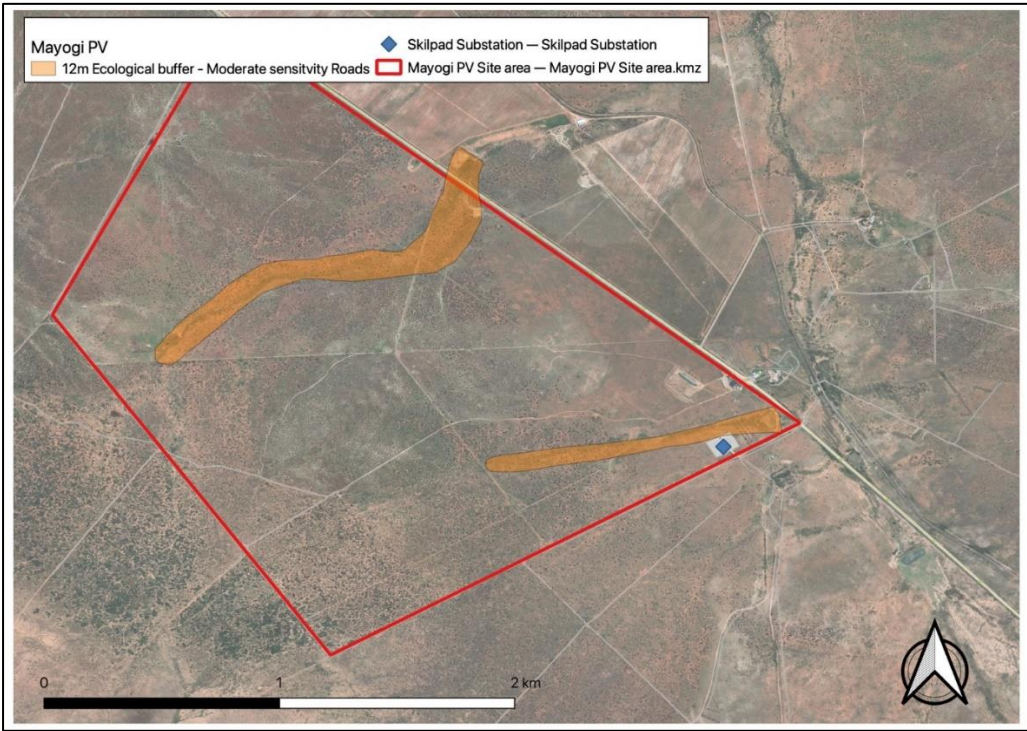 Mayogi PV
12m Ecological buffer - Moderate sensitvity Roads
Skilpad Substation — Skilpad Substation
Mayogi PV Site area — Mayogi PV Site area.kmz
0 1 2 km